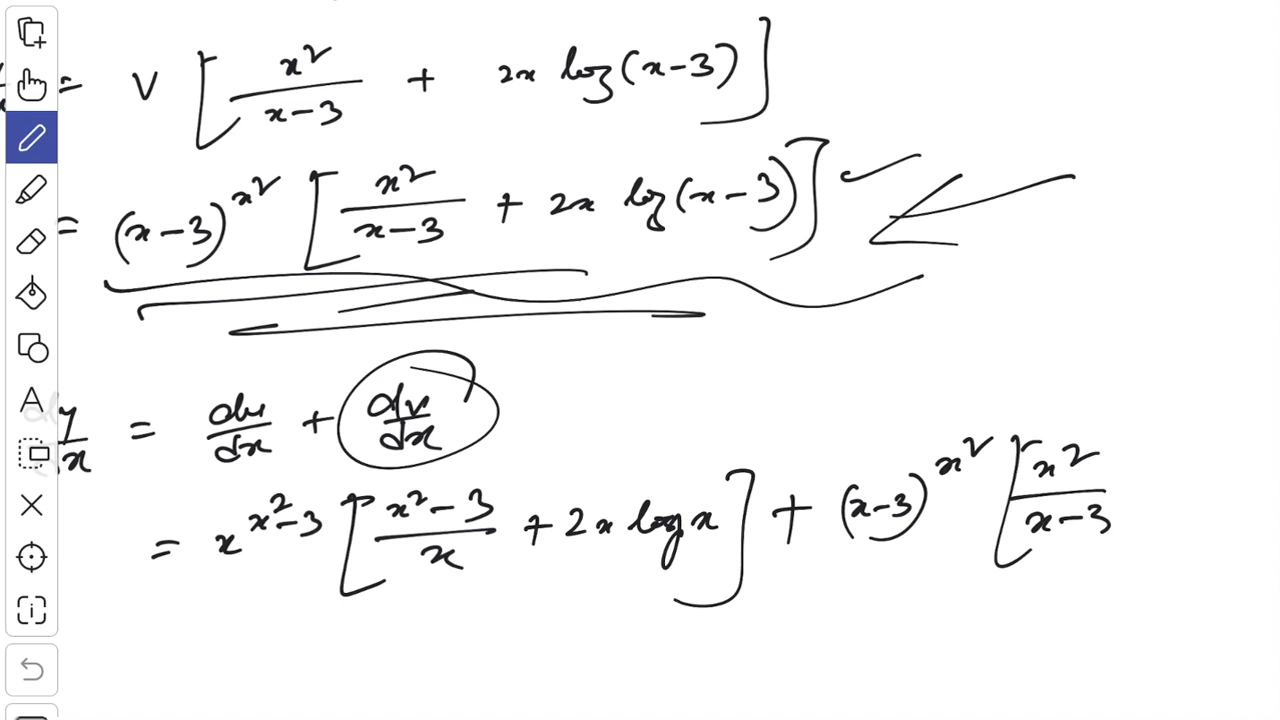 = v [ x² / (x-3) + 2x log(x-3) ]
= (x-3)^x² [ x² / (x-3) + 2x log(x-3) ]
dy/dx = du/dx + dv/dx
= x^(x²-3) [ (x²-3) / x + 2x log x ] + (x-3)^x² [ x² / (x-3)